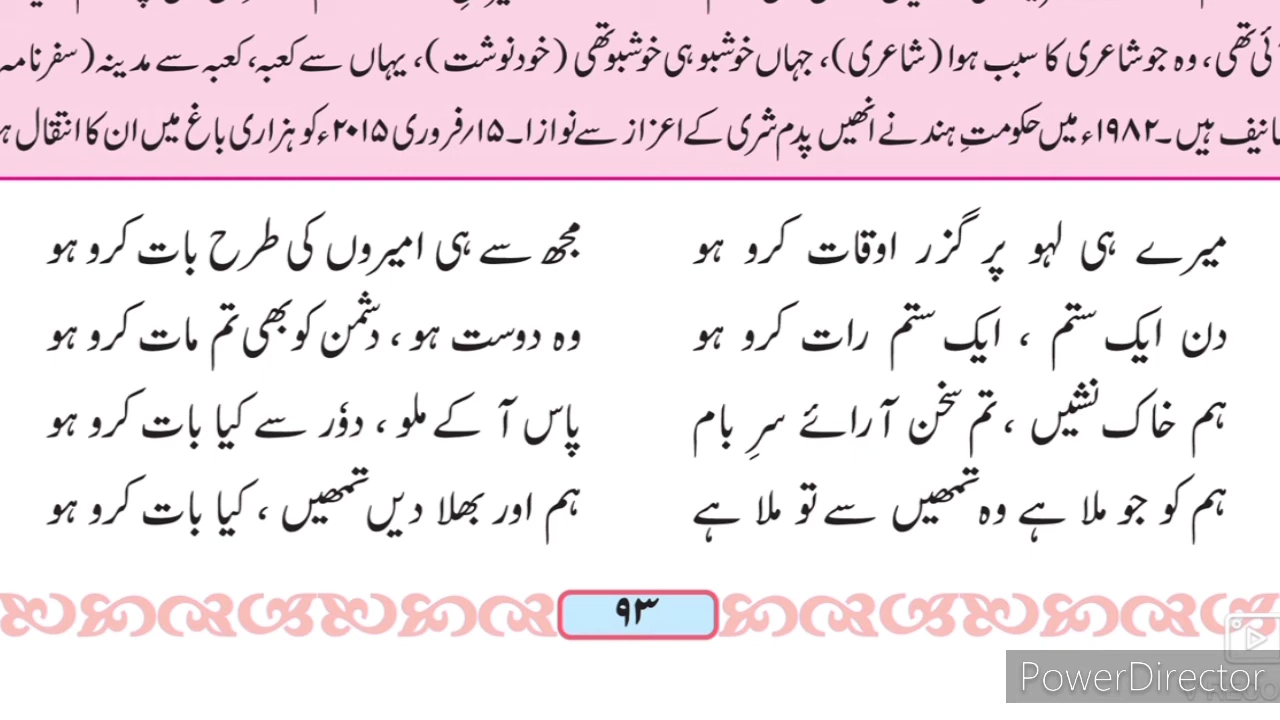 ئی تھی، وہ جو شاعری کا سبب ہوا (شاعری)، جہاں خوشبو ہی خوشبو تھی (خودنوشت)، یہاں سے کعبہ، کعبہ سے مدینہ (سفرنامہ
ہیں۔ ۱۹۸۲ء میں حکومتِ ہند نے انھیں پدم شری کے اعزاز سے نوازا۔ ۱۵؍فروری ۲۰۱۵ء کو ہزاری باغ میں ان کا انتقال
میرے ہی لہو پر گزر اوقات کرو ہو مجھ سے ہی امیروں کی طرح بات کرو ہو
دن ایک ستم ، ایک ستم رات کرو ہو وہ دوست ہو ، دشمن کو بھی تم مات کرو ہو
ہم خاک نشیں ، تم سخن آرائے سرِ بام پاس آ کے ملو ، دوٗر سے کیا بات کرو ہو
ہم کو جو ملا ہے وہ تمھیں سے تو ملا ہے ہم اور بھلا دیں تمھیں ، کیا بات کرو ہو
۹۳
PowerDirector